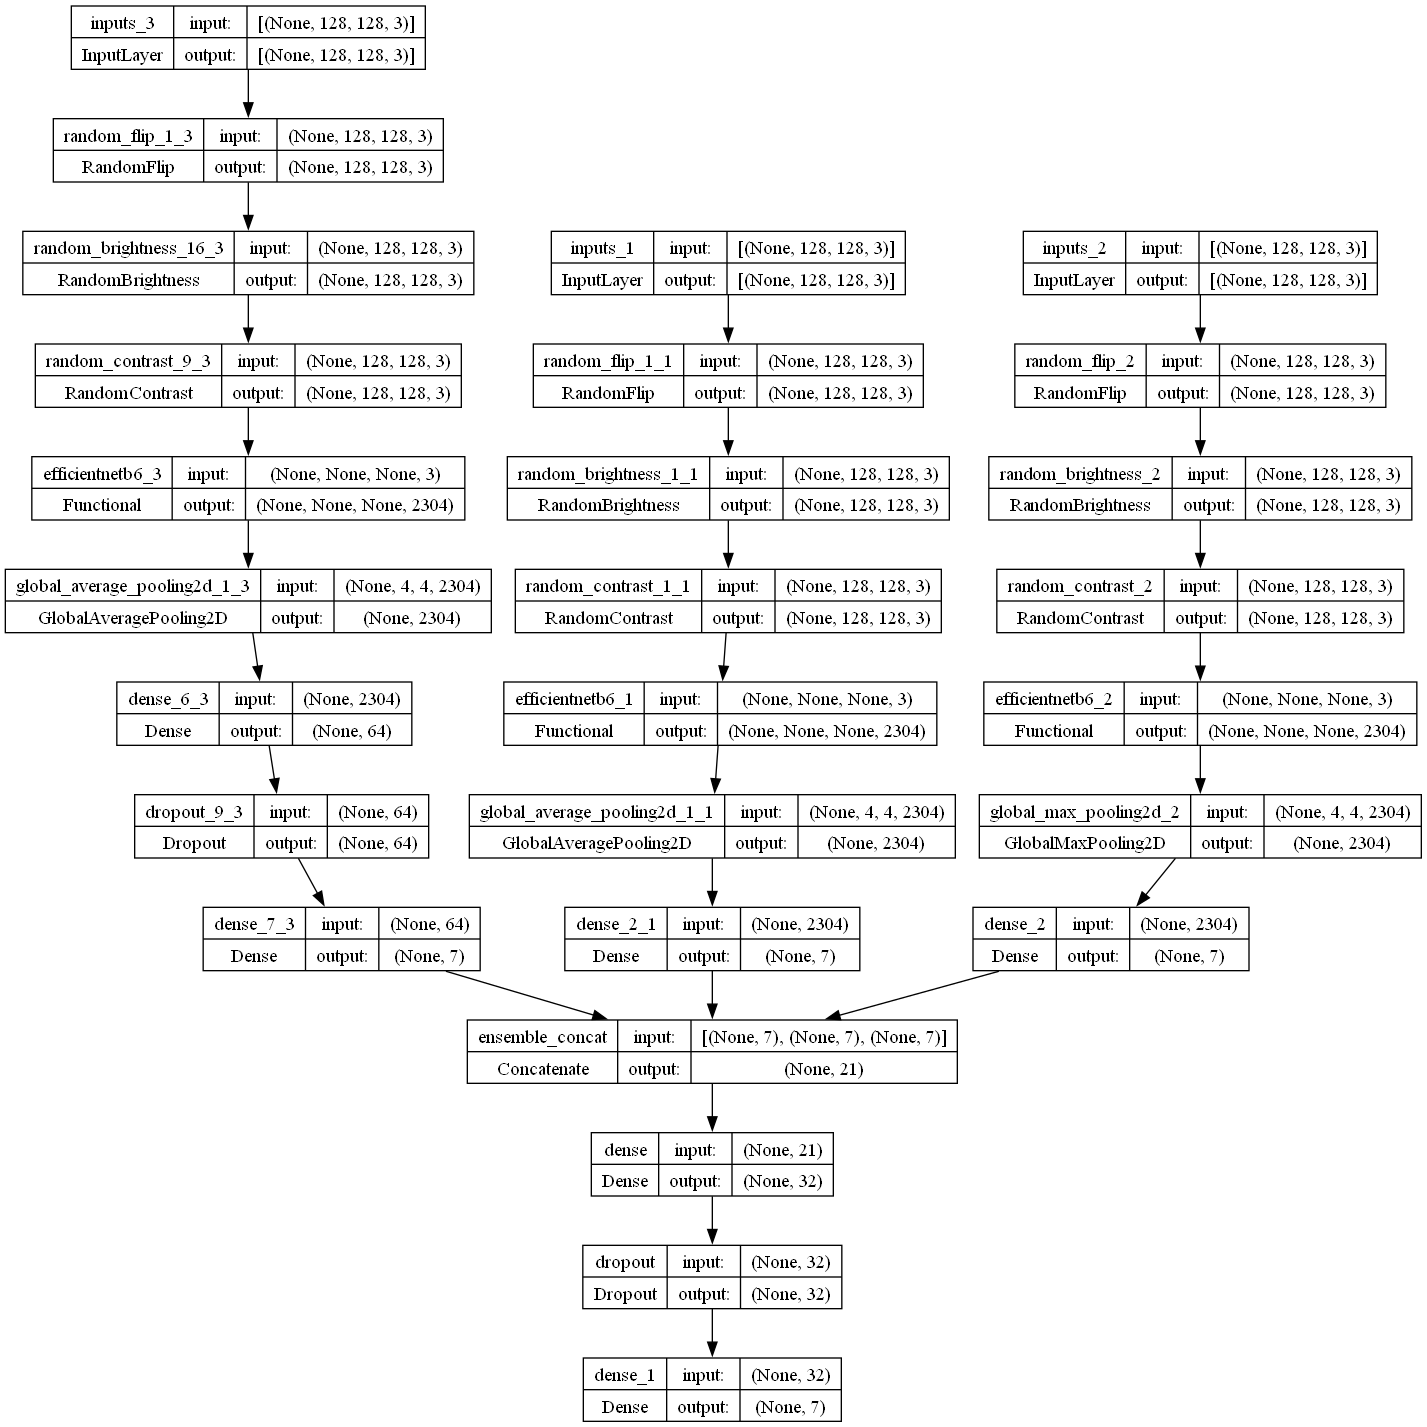 inputs_3 input: [(None, 128, 128, 3)]
InputLayer output: [(None, 128, 128, 3)]
random_flip_1_3 input: (None, 128, 128, 3)
RandomFlip output: (None, 128, 128, 3)
random_brightness_16_3 input: (None, 128, 128, 3)
RandomBrightness output: (None, 128, 128, 3)
random_contrast_9_3 input: (None, 128, 128, 3)
RandomContrast output: (None, 128, 128, 3)
efficientnetb6_3 input: (None, None, None, 3)
Functional output: (None, None, None, 2304)
global_average_pooling2d_1_3 input: (None, 4, 4, 2304)
GlobalAveragePooling2D output: (None, 2304)
dense_6_3 input: (None, 2304)
Dense output: (None, 64)
dropout_9_3 input: (None, 64)
Dropout output: (None, 64)
dense_7_3 input: (None, 64)
Dense output: (None, 7)
inputs_1 input: [(None, 128, 128, 3)]
InputLayer output: [(None, 128, 128, 3)]
random_flip_1_1 input: (None, 128, 128, 3)
RandomFlip output: (None, 128, 128, 3)
random_brightness_1_1 input: (None, 128, 128, 3)
RandomBrightness output: (None, 128, 128, 3)
random_contrast_1_1 input: (None, 128, 128, 3)
RandomContrast output: (None, 128, 128, 3)
efficientnetb6_1 input: (None, None, None, 3)
Functional output: (None, None, None, 2304)
global_average_pooling2d_1_1 input: (None, 4, 4, 2304)
GlobalAveragePooling2D output: (None, 2304)
dense_2_1 input: (None, 2304)
Dense output: (None, 7)
inputs_2 input: [(None, 128, 128, 3)]
InputLayer output: [(None, 128, 128, 3)]
random_flip_2 input: (None, 128, 128, 3)
RandomFlip output: (None, 128, 128, 3)
random_brightness_2 input: (None, 128, 128, 3)
RandomBrightness output: (None, 128, 128, 3)
random_contrast_2 input: (None, 128, 128, 3)
RandomContrast output: (None, 128, 128, 3)
efficientnetb6_2 input: (None, None, None, 3)
Functional output: (None, None, None, 2304)
global_max_pooling2d_2 input: (None, 4, 4, 2304)
GlobalMaxPooling2D output: (None, 2304)
dense_2 input: (None, 2304)
Dense output: (None, 7)
ensemble_concat input: [(None, 7), (None, 7), (None, 7)]
Concatenate output: (None, 21)
dense input: (None, 21)
Dense output: (None, 32)
dropout input: (None, 32)
Dropout output: (None, 32)
dense_1 input: (None, 32)
Dense output: (None, 7)